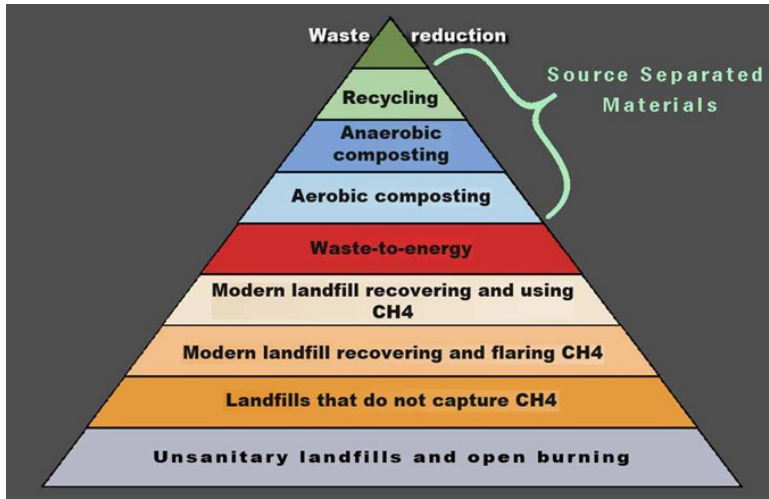 Waste reduction
Source Separated
Materials
Recycling
Anaerobic
composting
Aerobic composting
Waste-to-energy
Modern landfill recovering and using
CH4
Modern landfill recovering and flaring CH4
Landfills that do not capture CH4
Unsanitary landfills and open burning